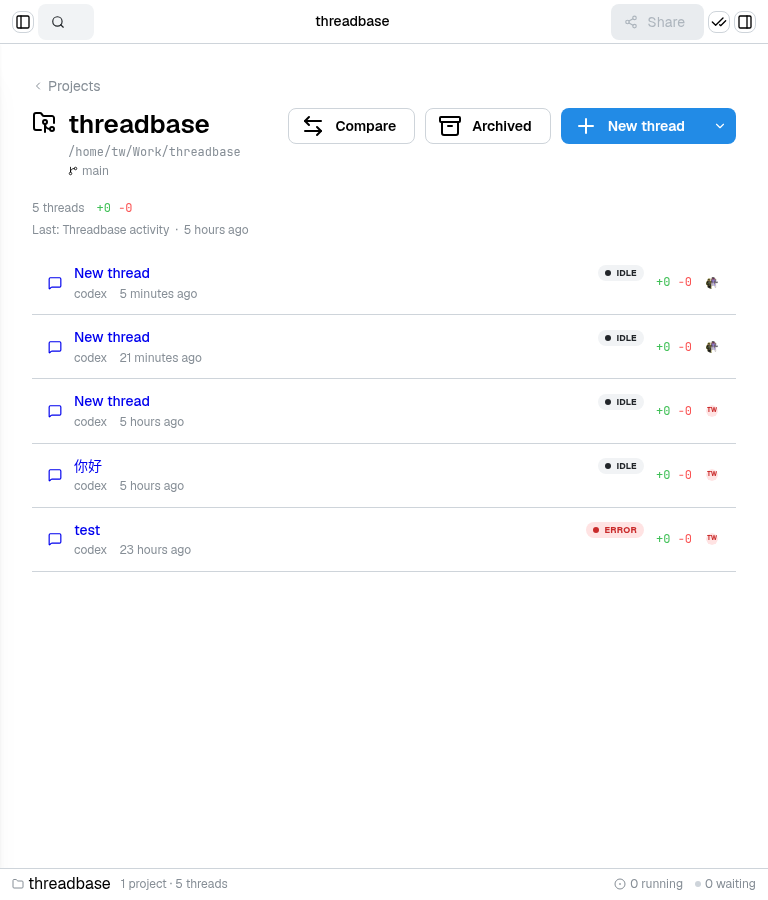 threadbase
Share
Projects
threadbase
Compare
Archived
New thread
/home/tw/Work/threadbase
main
5 threads +0 -0
Last: Threadbase activity · 5 hours ago
New thread
IDLE
+0 -0
codex 5 minutes ago
New thread
IDLE
+0 -0
codex 21 minutes ago
New thread
IDLE
+0 -0
TW
codex 5 hours ago
你好
IDLE
+0 -0
TW
codex 5 hours ago
test
ERROR
+0 -0
TW
codex 23 hours ago
threadbase 1 project · 5 threads
0 running 0 waiting